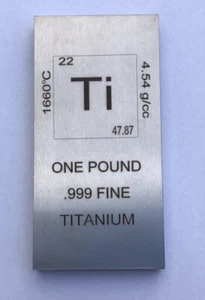 22
Ti
47.87
1660°C
4.54 g/cc
ONE POUND
.999 FINE
TITANIUM